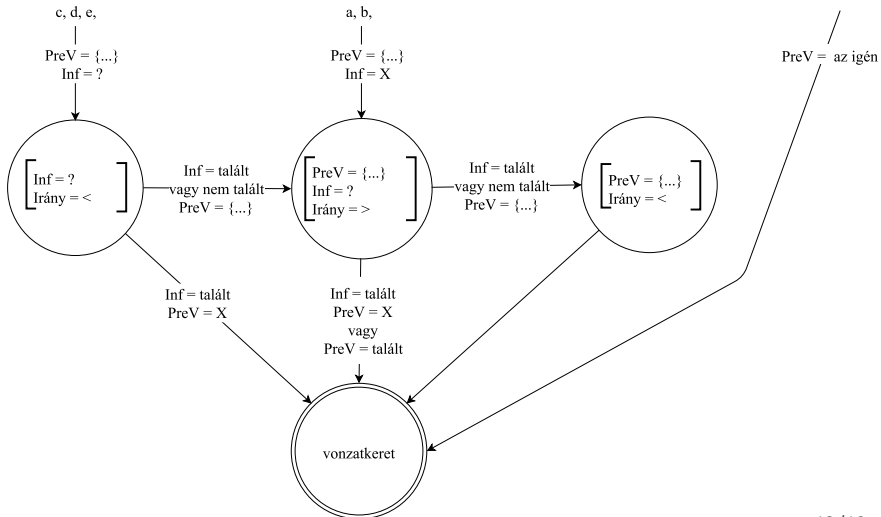 c, d, e,
a, b,
PreV = {...}
Inf = ?
PreV = {...}
Inf = X
PreV = az igén
Inf = ?
Irány = <
Inf = talált
vagy nem talált
PreV = {...}
PreV = {...}
Inf = ?
Irány = >
Inf = talált
vagy nem talált
PreV = {...}
PreV = {...}
Irány = <
Inf = talált
PreV = X
Inf = talált
PreV = X
vagy
PreV = talált
vonzatkeret